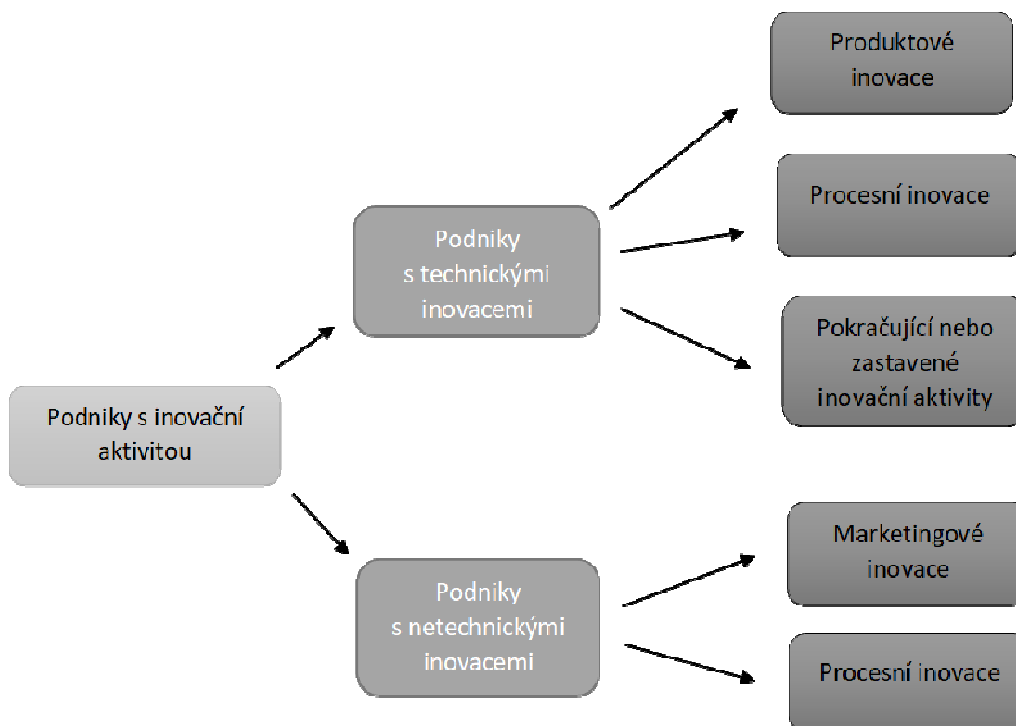 Produktové
inovace
Procesní inovace
Podniky
s technickými
inovacemi
Pokračující nebo
zastavené
inovační aktivity
Podniky s inovační
aktivitou
Marketingové
inovace
Podniky
s netechnickými
inovacemi
Procesní inovace